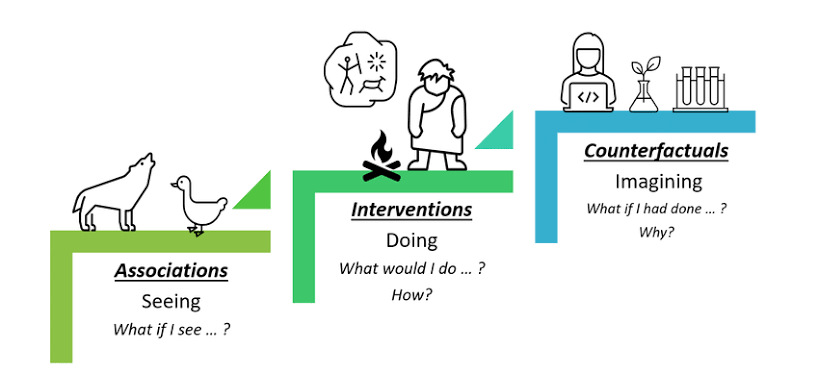 Associations
Seeing
What if I see ... ?
Interventions
Doing
What would I do ... ?
How?
</>
Counterfactuals
Imagining
What if I had done ... ?
Why?